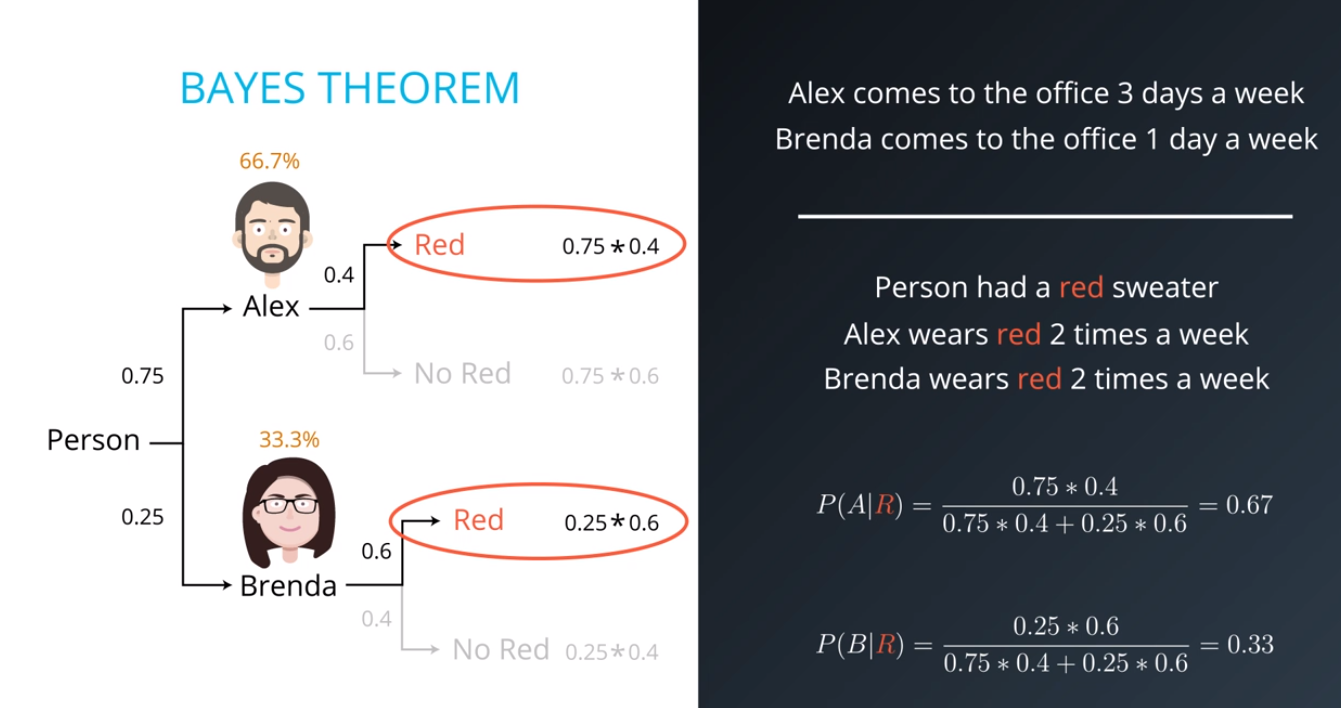 BAYES THEOREM
66.7%
Red 0.75 * 0.4
0.4
Alex
0.6
No Red 0.75 * 0.6
0.75
Person
33.3%
0.25
Red 0.25 * 0.6
0.6
Brenda
0.4
No Red 0.25 * 0.4
Alex comes to the office 3 days a week
Brenda comes to the office 1 day a week
Person had a red sweater
Alex wears red 2 times a week
Brenda wears red 2 times a week
P(A|R) = 0.75 * 0.4 / 0.75 * 0.4 + 0.25 * 0.6 = 0.67
P(B|R) = 0.25 * 0.6 / 0.75 * 0.4 + 0.25 * 0.6 = 0.33